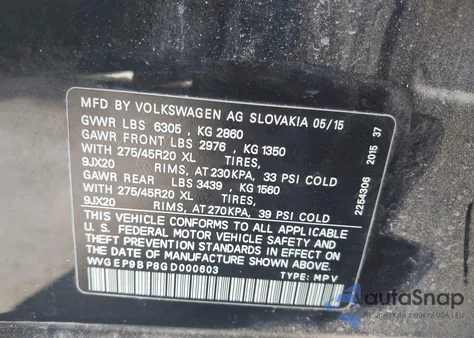 MFD BY VOLKSWAGEN AG SLOVAKIA 05/15
GVWR LBS 6305 , KG 2860
GAWR FRONT LBS 2976 , KG 1350
WITH 275/45R20 XL TIRES,
9JX20 RIMS, AT 230KPA, 33 PSI COLD
GAWR REAR LBS 3439 , KG 1560
WITH 275/45R20 XL TIRES,
9JX20 RIMS, AT 270KPA, 39 PSI COLD
THIS VEHICLE CONFORMS TO ALL APPLICABLE
U. S. FEDERAL MOTOR VEHICLE
SAFETY STANDARDS IN EFFECT ON
THE DATE OF MANUFACTURE SHOWN ABOVE.
WVGEP9BP8GD000603 TYPE: MPV
2254306 2015 37
AutoSnap